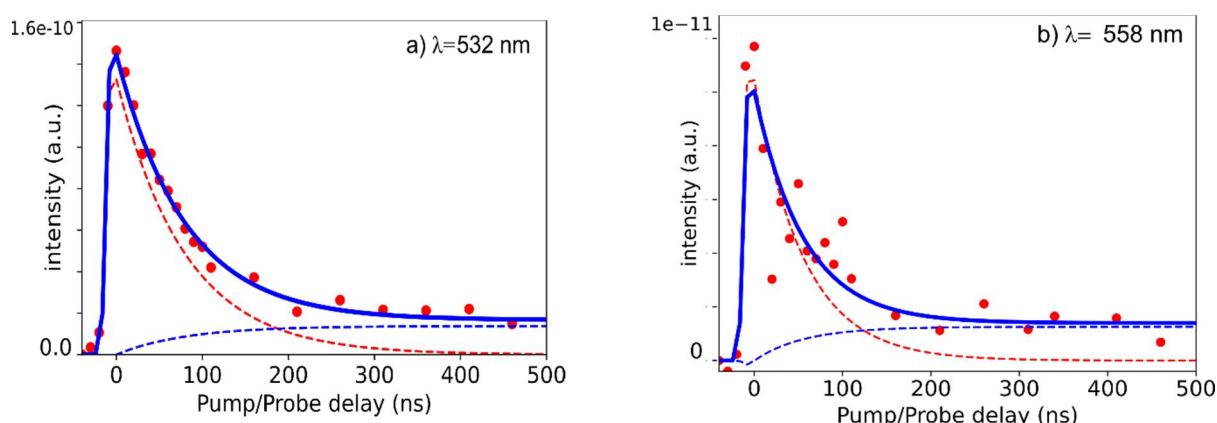 1.6e-10
a) λ=532 nm
intensity (a.u.)
0.0
0 100 200 300 400 500
Pump/Probe delay (ns)
1e-11
b) λ= 558 nm
intensity (a.u.)
0
0 100 200 300 400 500
Pump/Probe delay (ns)